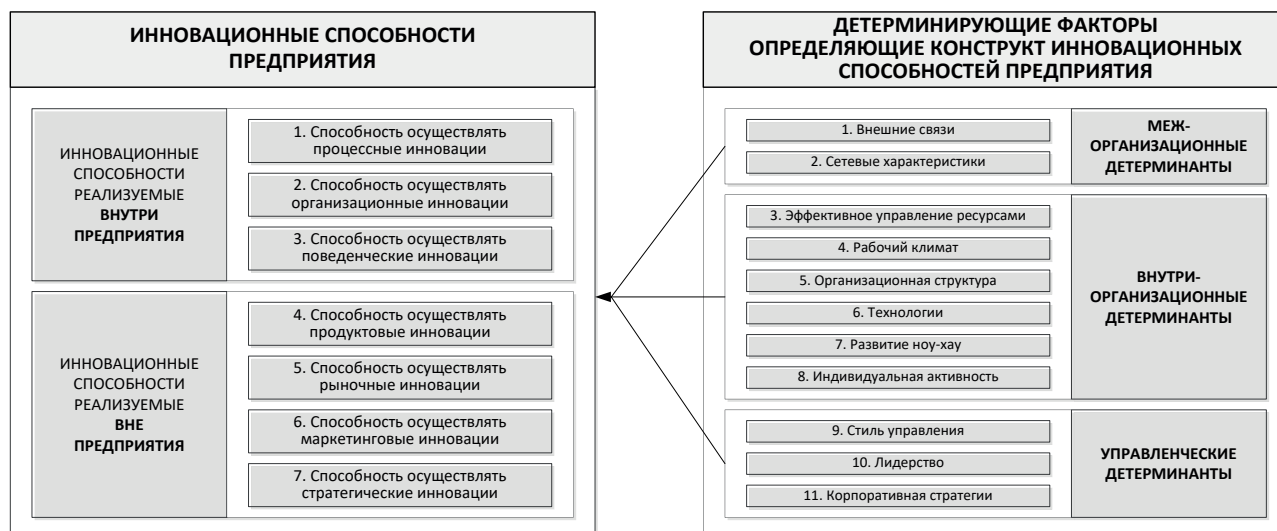 ИННОВАЦИОННЫЕ СПОСОБНОСТИ
ПРЕДПРИЯТИЯ
ИННОВАЦИОННЫЕ
СПОСОБНОСТИ
РЕАЛИЗУЕМЫЕ
ВНУТРИ
ПРЕДПРИЯТИЯ
1. Способность осуществлять
процессные инновации
2. Способность осуществлять
организационные инновации
3. Способность осуществлять
поведенческие инновации
ИННОВАЦИОННЫЕ
СПОСОБНОСТИ
РЕАЛИЗУЕМЫЕ
ВНЕ
ПРЕДПРИЯТИЯ
4. Способность осуществлять
продуктовые инновации
5. Способность осуществлять
рыночные инновации
6. Способность осуществлять
маркетинговые инновации
7. Способность осуществлять
стратегические инновации
ДЕТЕРМИНИРУЮЩИЕ ФАКТОРЫ
ОПРЕДЕЛЯЮЩИЕ КОНСТРУКТ ИННОВАЦИОННЫХ
СПОСОБНОСТЕЙ ПРЕДПРИЯТИЯ
1. Внешние связи
2. Сетевые характеристики
МЕЖ-
ОРГАНИЗАЦИОННЫЕ
ДЕТЕРМИНАНТЫ
3. Эффективное управление ресурсами
4. Рабочий климат
5. Организационная структура
6. Технологии
7. Развитие ноу-хау
8. Индивидуальная активность
ВНУТРИ-
ОРГАНИЗАЦИОННЫЕ
ДЕТЕРМИНАНТЫ
9. Стиль управления
10. Лидерство
11. Корпоративная стратегии
УПРАВЛЕНЧЕСКИЕ
ДЕТЕРМИНАНТЫ